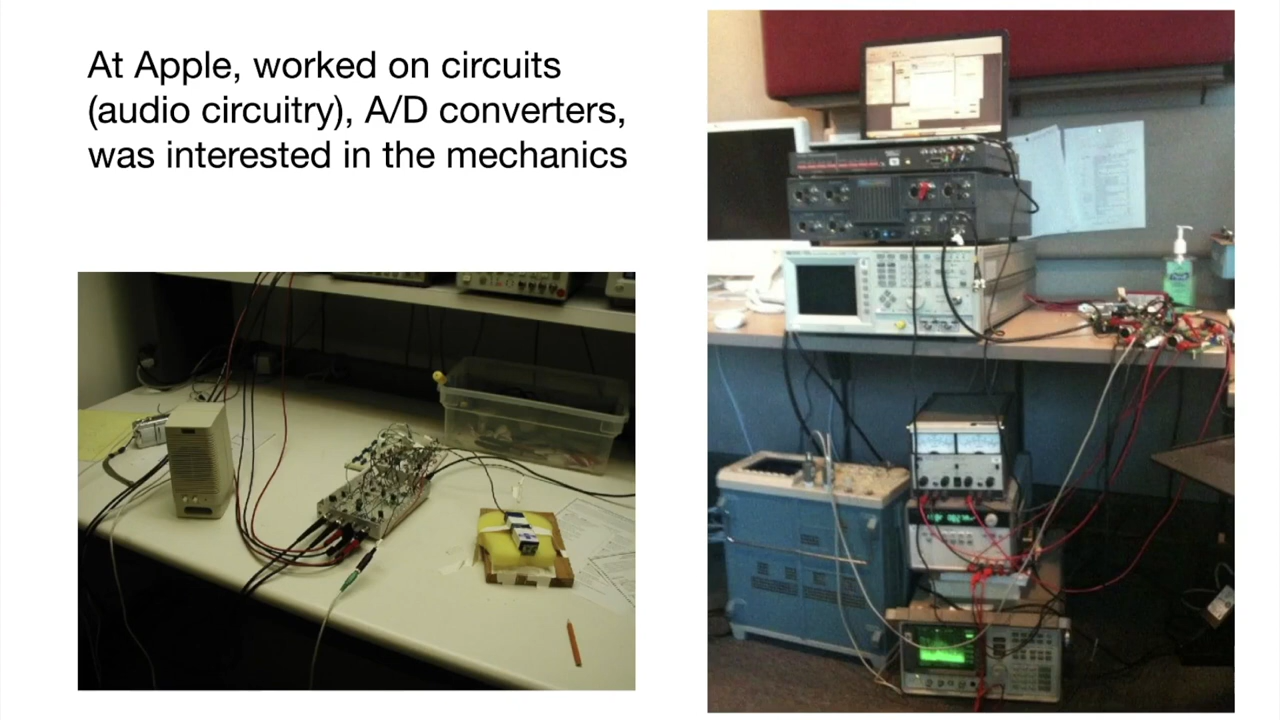 At Apple, worked on circuits
(audio circuitry), A/D converters,
was interested in the mechanics